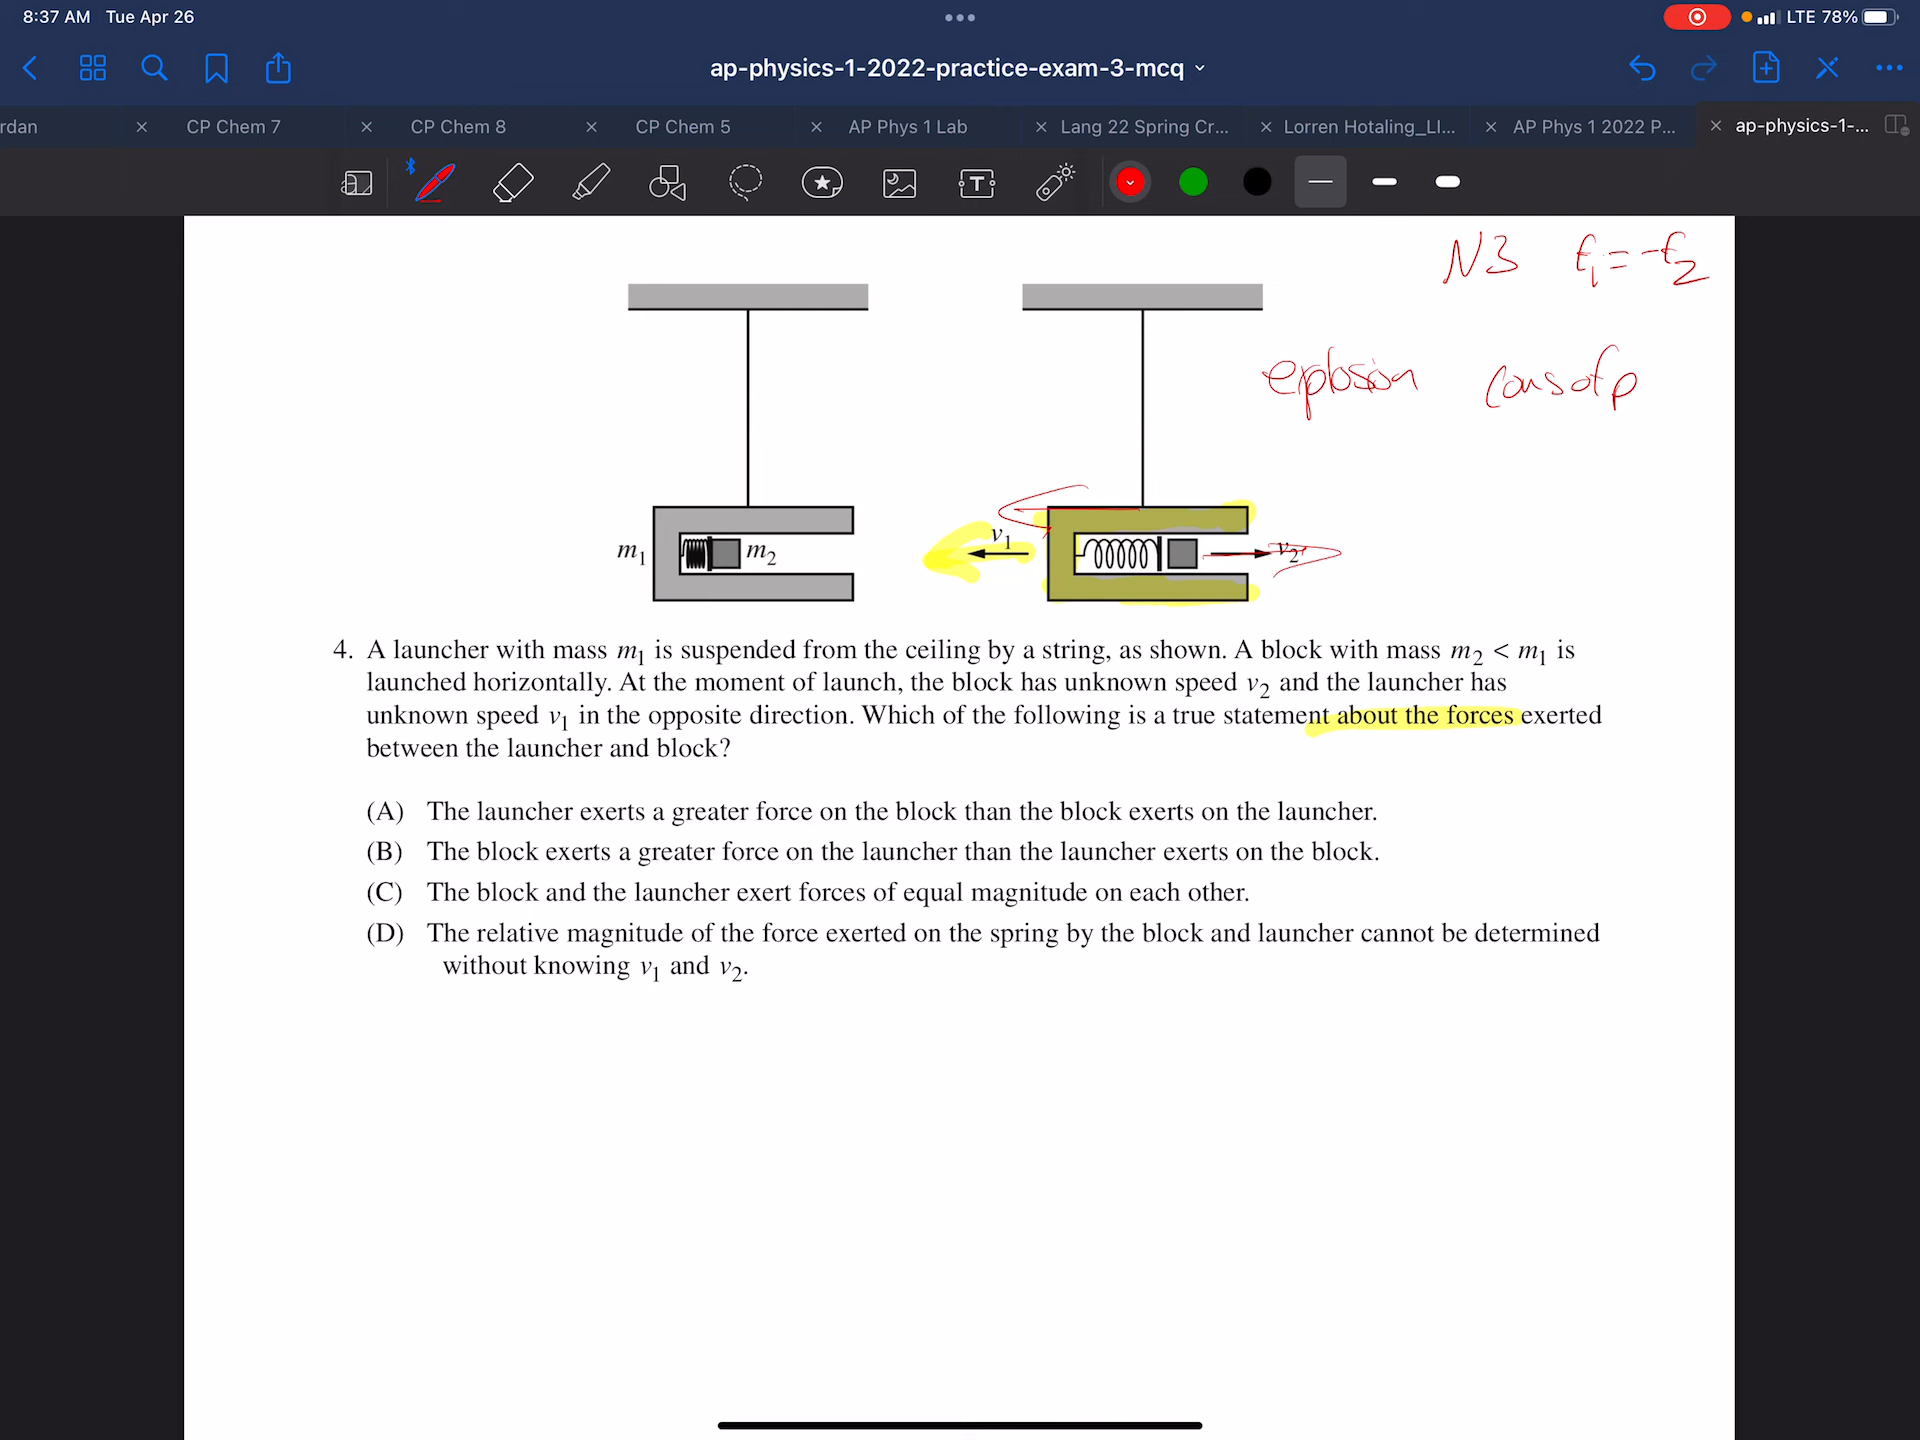 8:37 AM Tue Apr 26
LTE 78%
ap-physics-1-2022-practice-exam-3-mcq
rdan
CP Chem 7
CP Chem 8
CP Chem 5
AP Phys 1 Lab
Lang 22 Spring Cr...
Lorren Hotaling_LI...
AP Phys 1 2022 P...
ap-physics-1-...
N3 f₁ = -f₂
explosion cons of p
m₁ m₂
v₁ v₂
4. A launcher with mass m₁ is suspended from the ceiling by a string, as shown. A block with mass m₂ < m₁ is
launched horizontally. At the moment of launch, the block has unknown speed v₂ and the launcher has
unknown speed v₁ in the opposite direction. Which of the following is a true statement about the forces exerted
between the launcher and block?
(A) The launcher exerts a greater force on the block than the block exerts on the launcher.
(B) The block exerts a greater force on the launcher than the launcher exerts on the block.
(C) The block and the launcher exert forces of equal magnitude on each other.
(D) The relative magnitude of the force exerted on the spring by the block and launcher cannot be determined
without knowing v₁ and v₂.